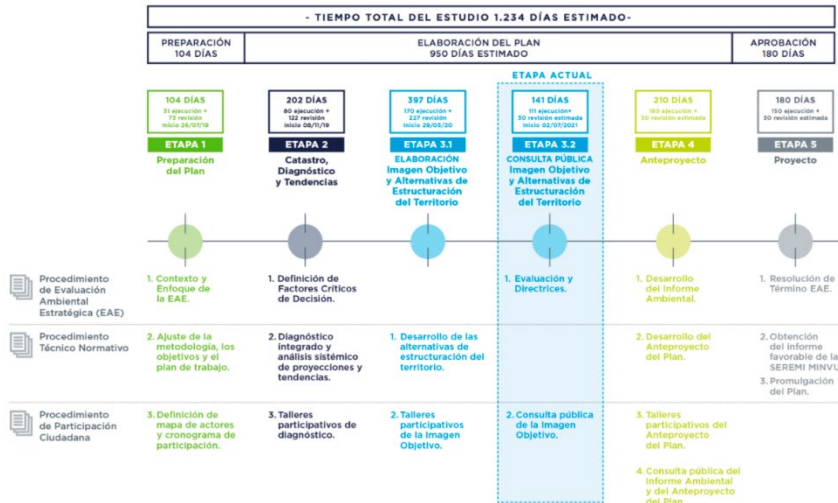 - TIEMPO TOTAL DEL ESTUDIO 1.234 DÍAS ESTIMADO-
PREPARACIÓN
104 DÍAS
ELABORACIÓN DEL PLAN
950 DÍAS ESTIMADO
APROBACIÓN
180 DÍAS
ETAPA ACTUAL
104 DÍAS
31 ejecución +
73 revisión
Inicio 26/07/19
ETAPA 1
Preparación
del Plan
202 DÍAS
80 ejecución +
122 revisión
Inicio 08/11/19
ETAPA 2
Catastro,
Diagnóstico
y Tendencias
397 DÍAS
170 ejecución +
227 revisión
Inicio 29/05/20
ETAPA 3.1
ELABORACIÓN
Imagen Objetivo
y Alternativas de
Estructuración
del Territorio
141 DÍAS
111 ejecución+
30 revisión estimada
Inicio 02/07/2021
ETAPA 3.2
CONSULTA PÚBLICA
Imagen Objetivo
y Alternativas de
Estructuración
del Territorio
210 DÍAS
180 ejecución +
30 revisión estimada
ETAPA 4
Anteproyecto
180 DÍAS
150 ejecución +
30 revisión estimada
ETAPA 5
Proyecto
Procedimiento
de Evaluación
Ambiental
Estratégica (EAE)
1. Contexto y
Enfoque de
la EAE.
1. Definición de
Factores Críticos
de Decisión.
1. Evaluación y
Directrices.
1. Desarrollo
del Informe
Ambiental.
1. Resolución de
Término EAE.
Procedimiento
Técnico Normativo
2. Ajuste de la
metodología, los
objetivos y el
plan de trabajo.
2. Diagnóstico
integrado y
análisis sistémico
de proyecciones y
tendencias.
1. Desarrollo de las
alternativas de
estructuración del
territorio.
2. Desarrollo del
Anteproyecto
del Plan.
2. Obtención
del informe
favorable de la
SEREMI MINVU
3. Promulgación
del Plan.
Procedimiento
de Participación
Ciudadana
3. Definición de
mapa de actores
y cronograma de
participación.
3. Talleres
participativos de
diagnóstico.
2. Talleres
participativos
de la Imagen
Objetivo.
2. Consulta pública
de la Imagen
Objetivo.
3. Talleres
participativos del
Anteproyecto
del Plan.
4. Consulta pública del
Informe Ambiental
y del Anteproyecto
del Plan.